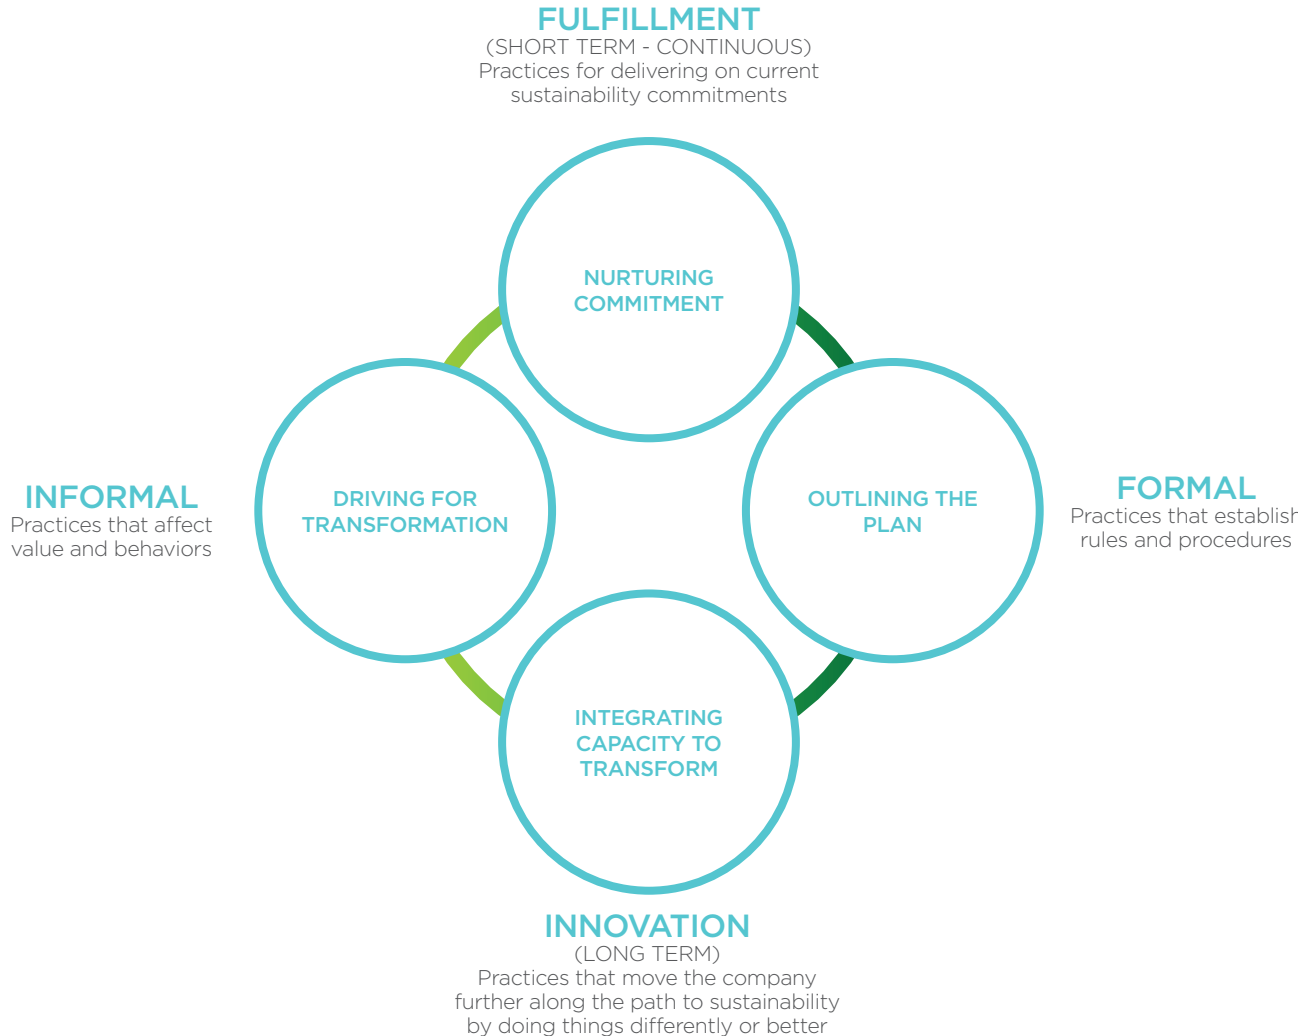 FULFILLMENT
(SHORT TERM - CONTINUOUS)
Practices for delivering on current
sustainability commitments
NURTURING
COMMITMENT
INFORMAL
Practices that affect
value and behaviors
DRIVING FOR
TRANSFORMATION
OUTLINING THE
PLAN
FORMAL
Practices that establish
rules and procedures
INTEGRATING
CAPACITY TO
TRANSFORM
INNOVATION
(LONG TERM)
Practices that move the company
further along the path to sustainability
by doing things differently or better